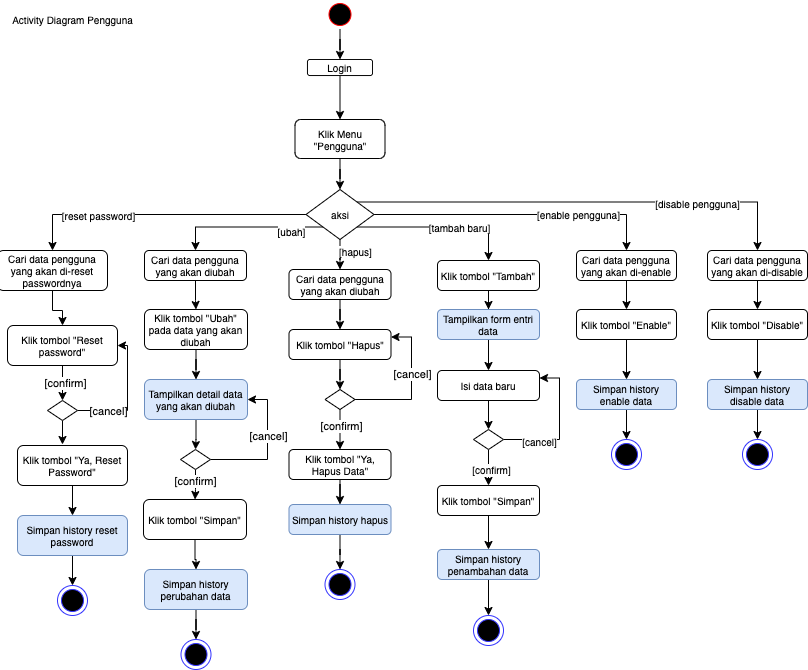 Activity Diagram Pengguna
Login
Klik Menu
"Pengguna"
aksi
[reset password]
[ubah]
[hapus]
[tambah baru]
[enable pengguna]
[disable pengguna]
Cari data pengguna
yang akan di-reset
passwordnya
Klik tombol "Reset
password"
[confirm]
[cancel]
Klik tombol "Ya, Reset
Password"
Simpan history reset
password
Cari data pengguna
yang akan diubah
Klik tombol "Ubah"
pada data yang akan
diubah
Tampilkan detail data
yang akan diubah
[cancel]
[confirm]
Klik tombol "Simpan"
Simpan history
perubahan data
Cari data pengguna
yang akan diubah
Klik tombol "Hapus"
[cancel]
[confirm]
Klik tombol "Ya,
Hapus Data"
Simpan history hapus
Klik tombol "Tambah"
Tampilkan form entri
data
Isi data baru
[cancel]
[confirm]
Klik tombol "Simpan"
Simpan history
penambahan data
Cari data pengguna
yang akan di-enable
Klik tombol "Enable"
Simpan history
enable data
Cari data pengguna
yang akan di-disable
Klik tombol "Disable"
Simpan history
disable data